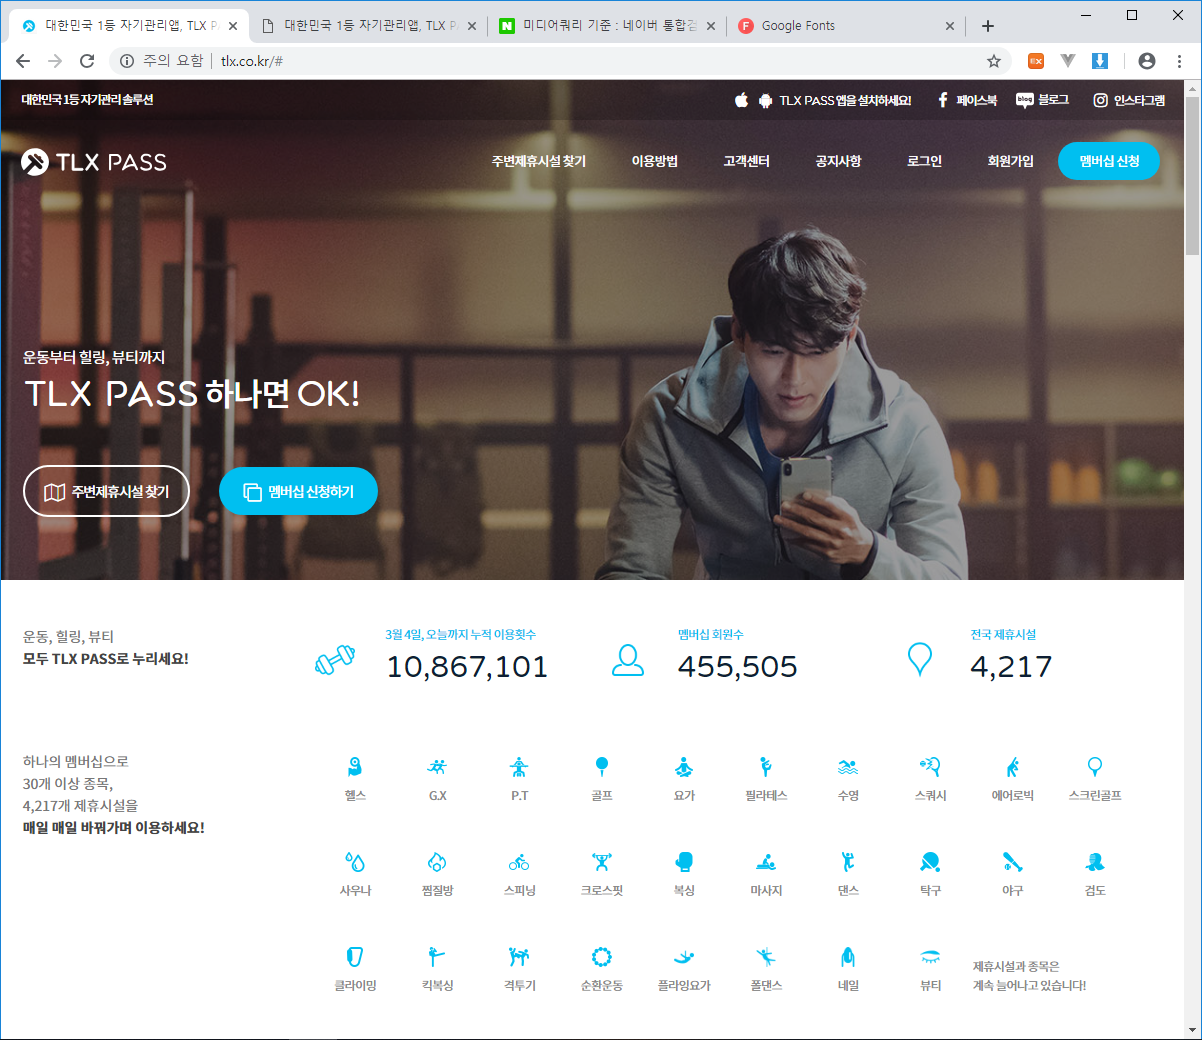 대한민국 1등 자기관리앱, TLX P
대한민국 1등 자기관리앱, TLX P
미디어쿼리 기준 : 네이버 통합검
Google Fonts
주의 요함
tlx.co.kr/#
대한민국 1등 자기관리 솔루션
TLX PASS 앱을 설치하세요!
페이스북
blog 블로그
인스타그램
TLX PASS
주변제휴시설 찾기
이용방법
고객센터
공지사항
로그인
회원가입
멤버십 신청
운동부터 힐링, 뷰티까지
TLX PASS 하나면 OK!
주변제휴시설 찾기
멤버십 신청하기
운동, 힐링, 뷰티
모두 TLX PASS로 누리세요!
3월 4일, 오늘까지 누적 이용횟수
10,867,101
멤버십 회원수
455,505
전국 제휴시설
4,217
하나의 멤버십으로
30개 이상 종목,
4,217개 제휴시설을
매일 매일 바꿔가며 이용하세요!
헬스
G.X
P.T
골프
요가
필라테스
수영
스쿼시
에어로빅
스크린골프
사우나
찜질방
스피닝
크로스핏
복싱
마사지
댄스
탁구
야구
검도
클라이밍
킥복싱
격투기
순환운동
플라잉요가
폴댄스
네일
뷰티
제휴시설과 종목은
계속 늘어나고 있습니다!